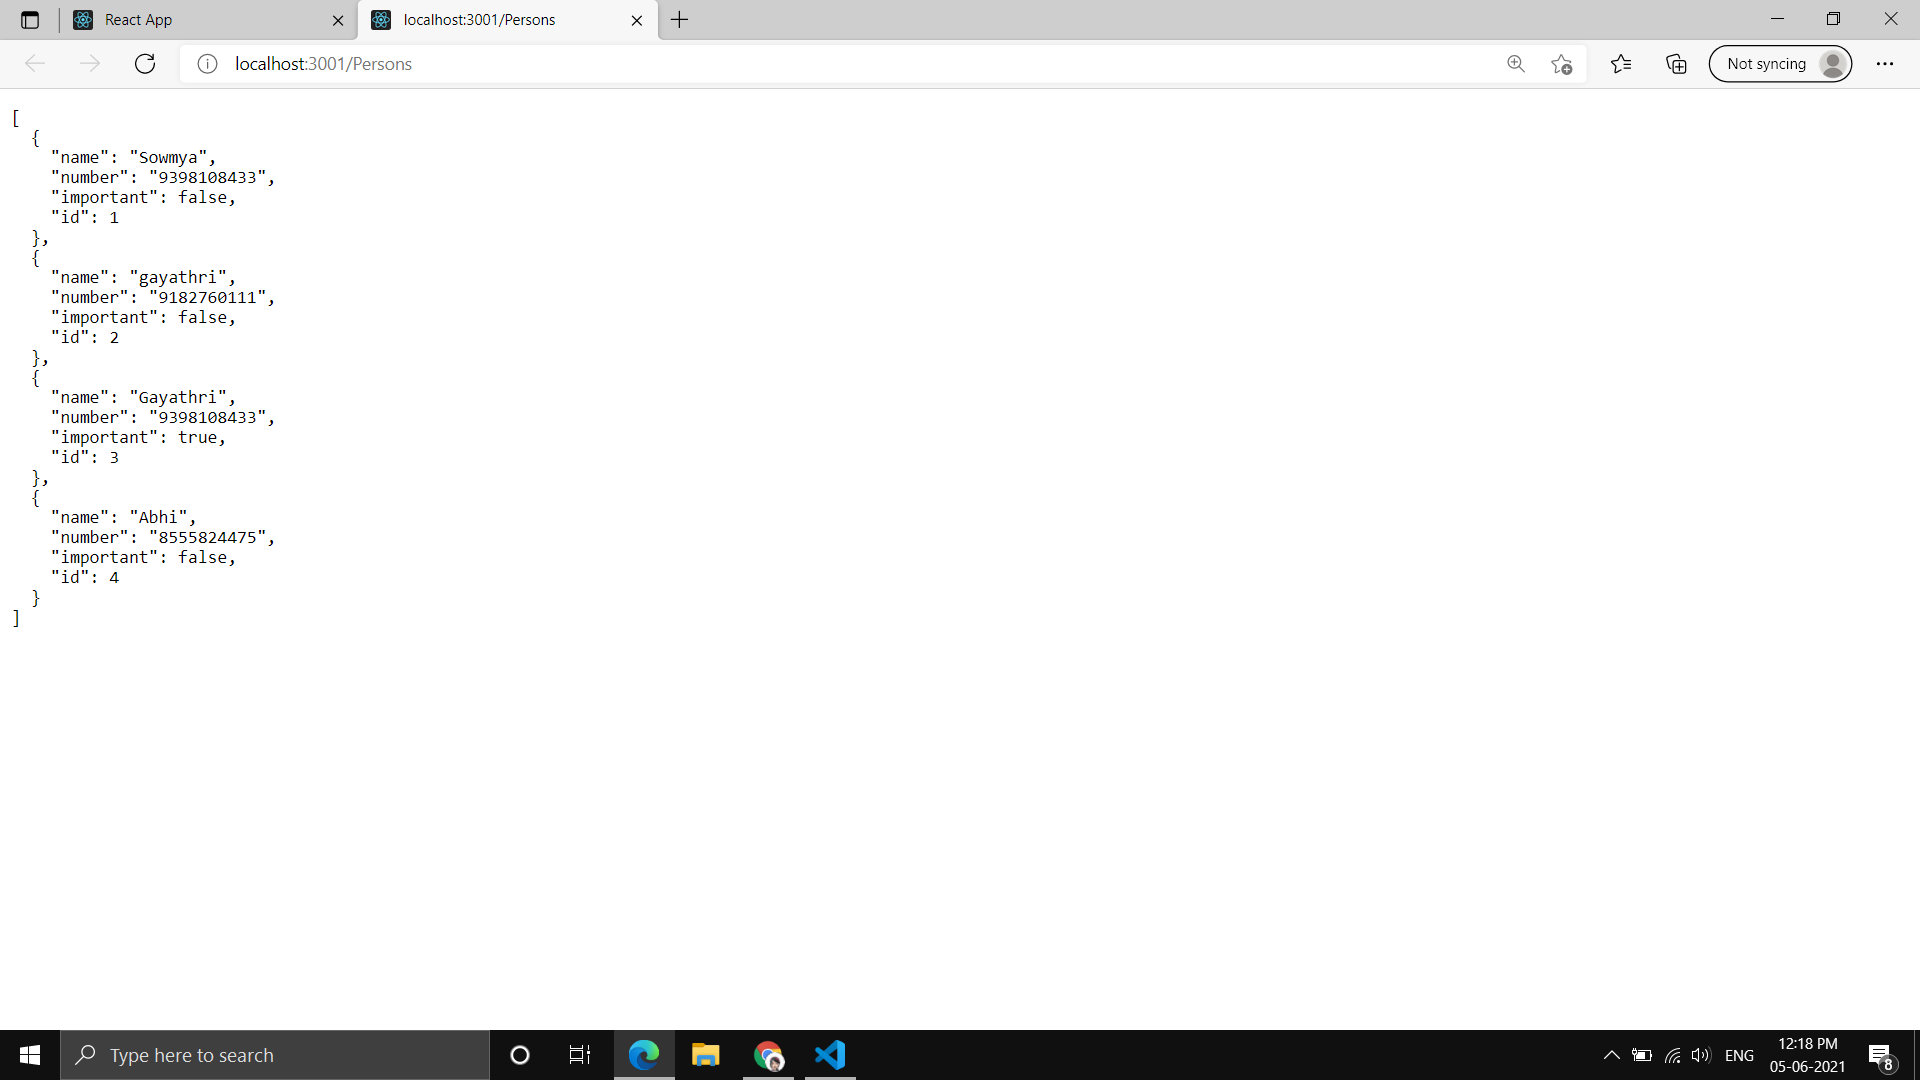 React App
localhost:3001/Persons
localhost:3001/Persons
Not syncing
[
  {
    "name": "Sowmya",
    "number": "9398108433",
    "important": false,
    "id": 1
  },
  {
    "name": "gayathri",
    "number": "9182760111",
    "important": false,
    "id": 2
  },
  {
    "name": "Gayathri",
    "number": "9398108433",
    "important": true,
    "id": 3
  },
  {
    "name": "Abhi",
    "number": "8555824475",
    "important": false,
    "id": 4
  }
]
Type here to search
ENG
12:18 PM
05-06-2021
8